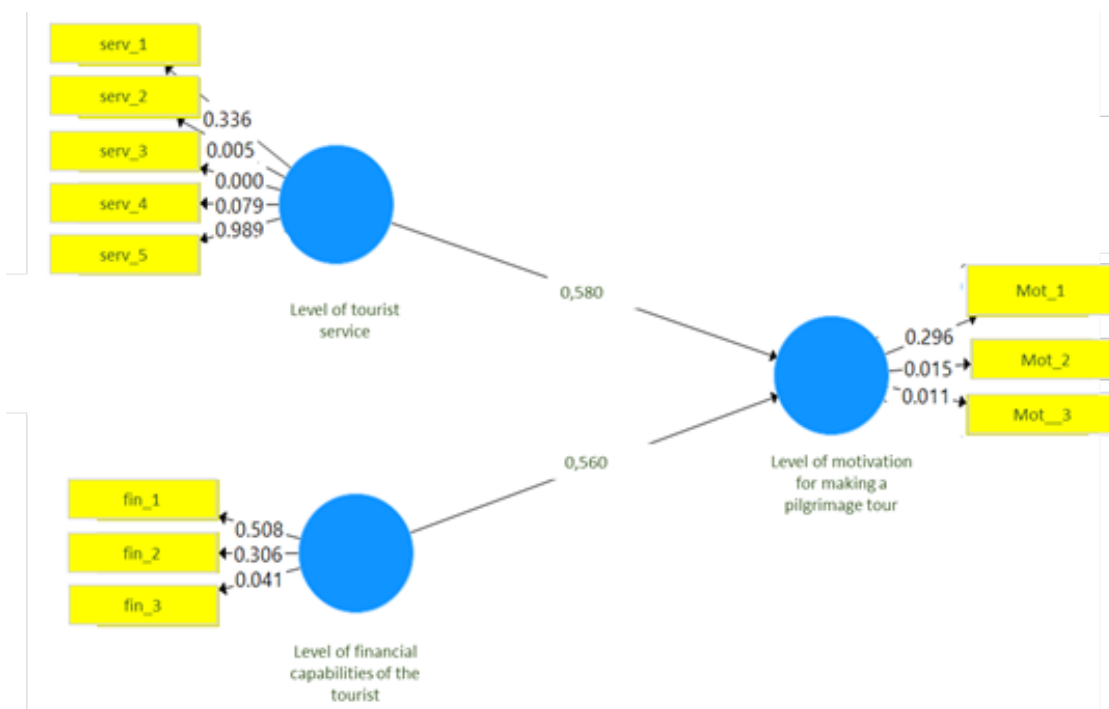 serv_1
serv_2
serv_3
serv_4
serv_5
0.336
0.005
0.000
0.079
0.989
Level of tourist
service
0,580
Mot_1
Mot_2
Mot__3
0.296
0.015
0.011
Level of motivation
for making a
pilgrimage tour
0,560
fin_1
fin_2
fin_3
0.508
0.306
0.041
Level of financial
capabilities of the
tourist